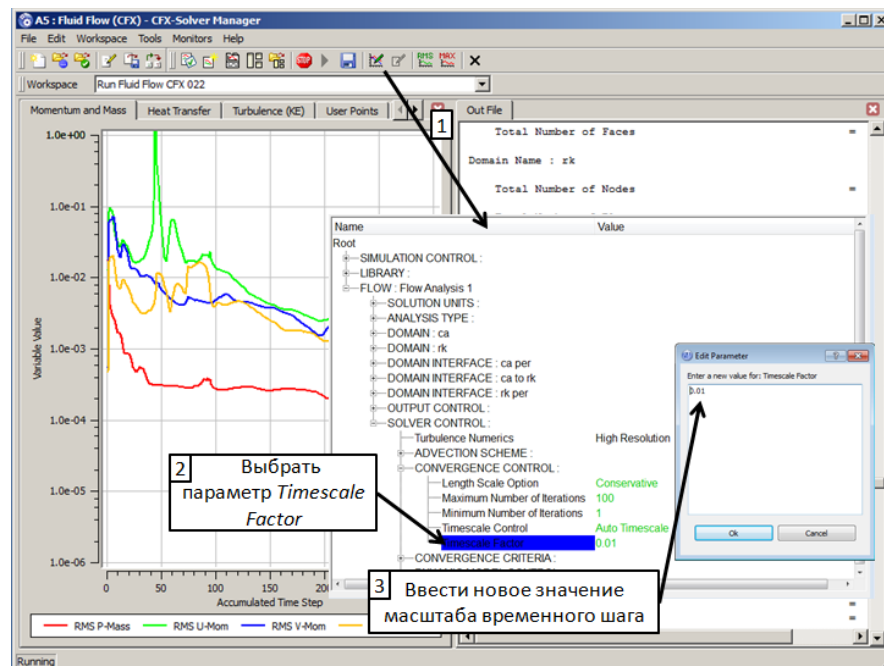 A5 : Fluid Flow (CFX) - CFX-Solver Manager
File Edit Workspace Tools Monitors Help
Workspace Run Fluid Flow CFX 022
Momentum and Mass Heat Transfer Turbulence (KE) User Points
1
Out File
1.0e+00
1.0e-01
1.0e-02
1.0e-03
1.0e-04
1.0e-05
1.0e-06
Variable Value
0 50 100 150
Accumulated Time Step
RMS P-Mass RMS U-Mom RMS V-Mom
Total Number of Faces =
Domain Name : rk
Total Number of Nodes =
Name Value
Root
SIMULATION CONTROL :
LIBRARY :
FLOW : Flow Analysis 1
SOLUTION UNITS :
ANALYSIS TYPE :
DOMAIN : ca
DOMAIN : rk
DOMAIN INTERFACE : ca per
DOMAIN INTERFACE : ca to rk
DOMAIN INTERFACE : rk per
OUTPUT CONTROL :
SOLVER CONTROL :
Turbulence Numerics High Resolution
ADVECTION SCHEME :
CONVERGENCE CONTROL :
Length Scale Option Conservative
Maximum Number of Iterations 100
Minimum Number of Iterations 1
Timescale Control Auto Timescale
Timescale Factor 0.01
CONVERGENCE CRITERIA :
Edit Parameter
Enter a new value for: Timescale Factor
0.01
Ok Cancel
2 Выбрать
параметр Timescale
Factor
3 Ввести новое значение
масштаба временного шага
=
=
Running